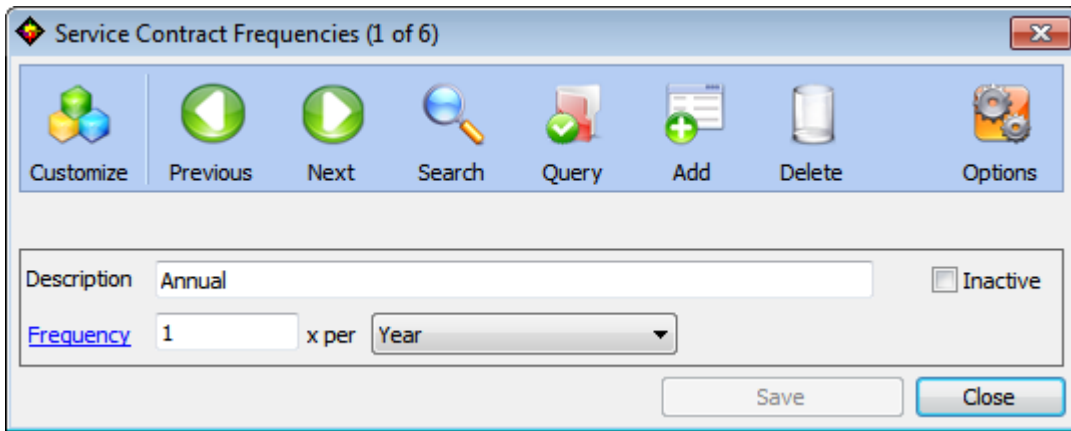 Service Contract Frequencies (1 of 6)
Customize Previous Next Search Query Add Delete Options
Description Annual Inactive
Frequency 1 x per Year
Save Close